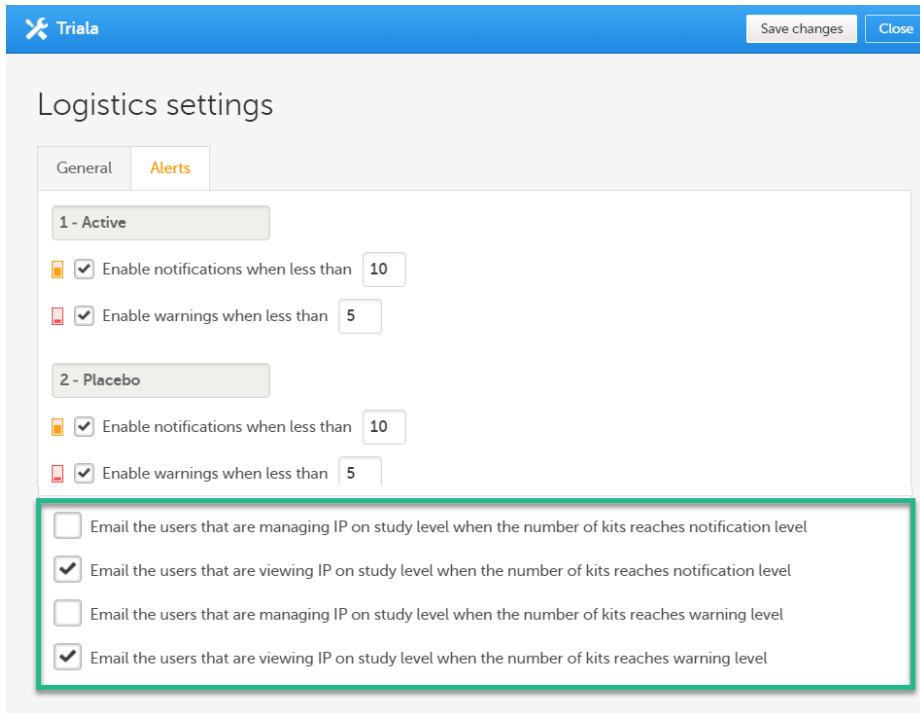 Triala
Save changes
Close
Logistics settings
General
Alerts
1 - Active
Enable notifications when less than 10
Enable warnings when less than 5
2 - Placebo
Enable notifications when less than 10
Enable warnings when less than 5
Email the users that are managing IP on study level when the number of kits reaches notification level
Email the users that are viewing IP on study level when the number of kits reaches notification level
Email the users that are managing IP on study level when the number of kits reaches warning level
Email the users that are viewing IP on study level when the number of kits reaches warning level